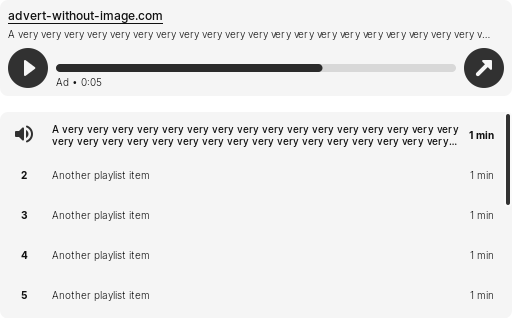 advert-without-image.com
A very very very very very very very very very very very very very very very very very very very very v...
Ad • 0:05
A very very very very very very very very very very very very very very very very
very very very very very very very very very very very very very very very very...
1 min
2 Another playlist item 1 min
3 Another playlist item 1 min
4 Another playlist item 1 min
5 Another playlist item 1 min